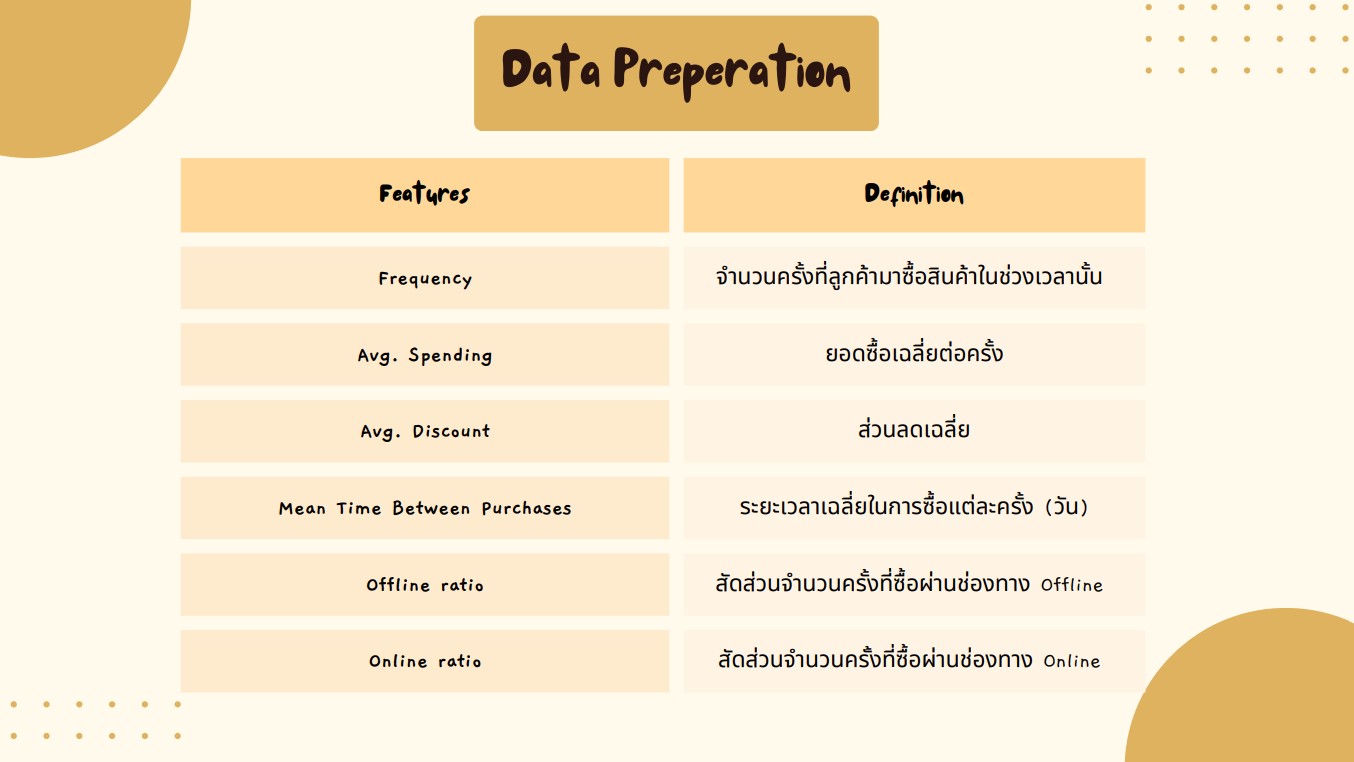 Data Preperation
Features
Definition
Frequency
จำนวนครั้งที่ลูกค้ามาซื้อสินค้าในช่วงเวลานั้น
Avg. Spending
ยอดซื้อเฉลี่ยต่อครั้ง
Avg. Discount
ส่วนลดเฉลี่ย
Mean Time Between Purchases
ระยะเวลาเฉลี่ยในการซื้อแต่ละครั้ง (วัน)
Offline ratio
สัดส่วนจำนวนครั้งที่ซื้อผ่านช่องทาง Offline
Online ratio
สัดส่วนจำนวนครั้งที่ซื้อผ่านช่องทาง Online